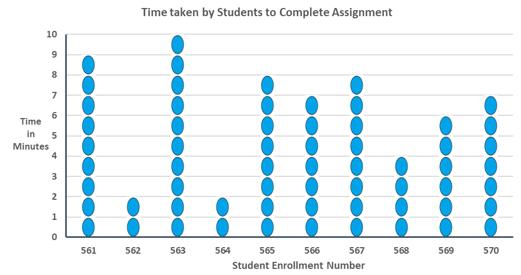 Time taken by Students to Complete Assignment
10
9
8
7
6
5
4
3
2
1
0
Time
in
Minutes
561 562 563 564 565 566 567 568 569 570
Student Enrollment Number